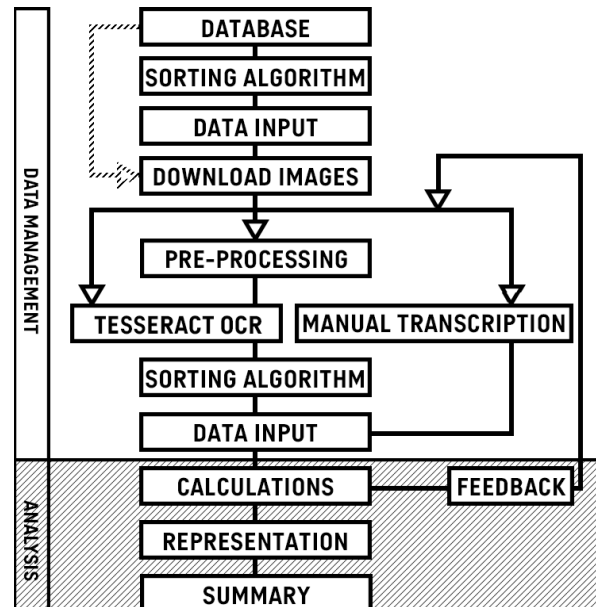 DATABASE
SORTING ALGORITHM
DATA INPUT
DOWNLOAD IMAGES
PRE-PROCESSING
TESSERACT OCR
MANUAL TRANSCRIPTION
SORTING ALGORITHM
DATA INPUT
DATA MANAGEMENT
CALCULATIONS
FEEDBACK
REPRESENTATION
SUMMARY
ANALYSIS